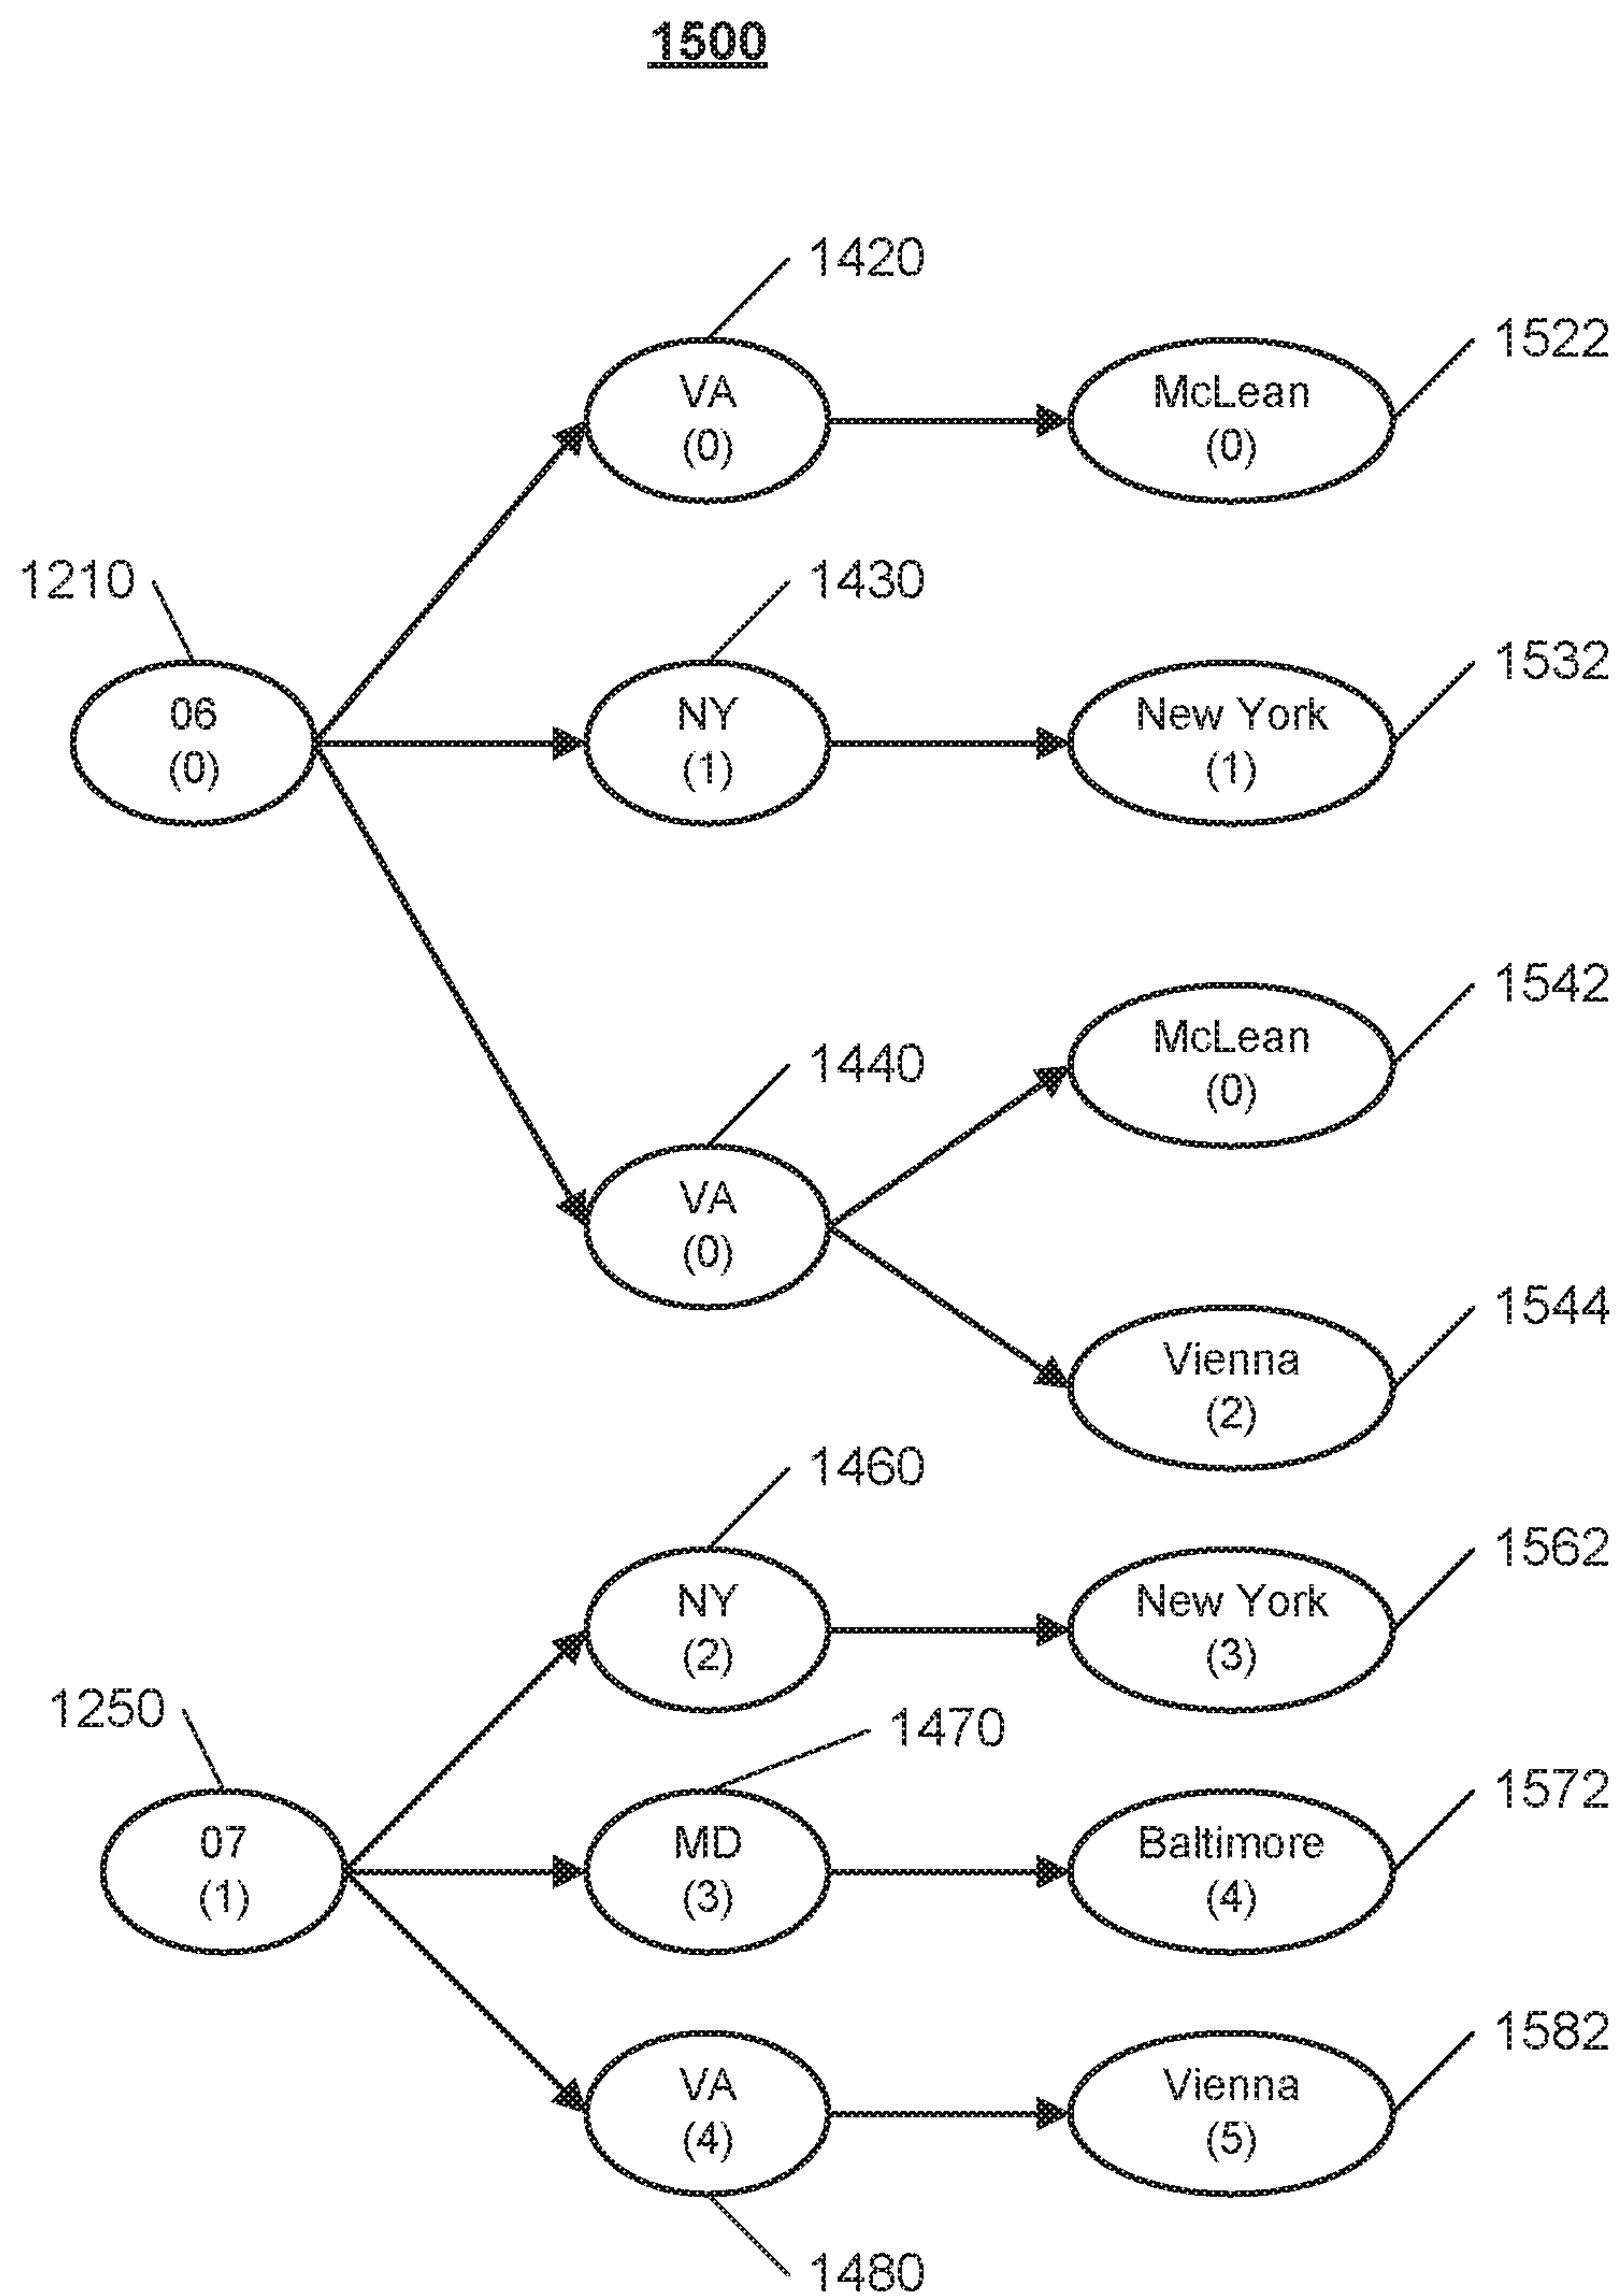 1500
1420
VA
(0)
1522
McLean
(0)
1210
06
(0)
1430
NY
(1)
1532
New York
(1)
1440
VA
(0)
1542
McLean
(0)
1544
Vienna
(2)
1460
NY
(2)
1562
New York
(3)
1250
07
(1)
1470
MD
(3)
1572
Baltimore
(4)
1480
VA
(4)
1582
Vienna
(5)